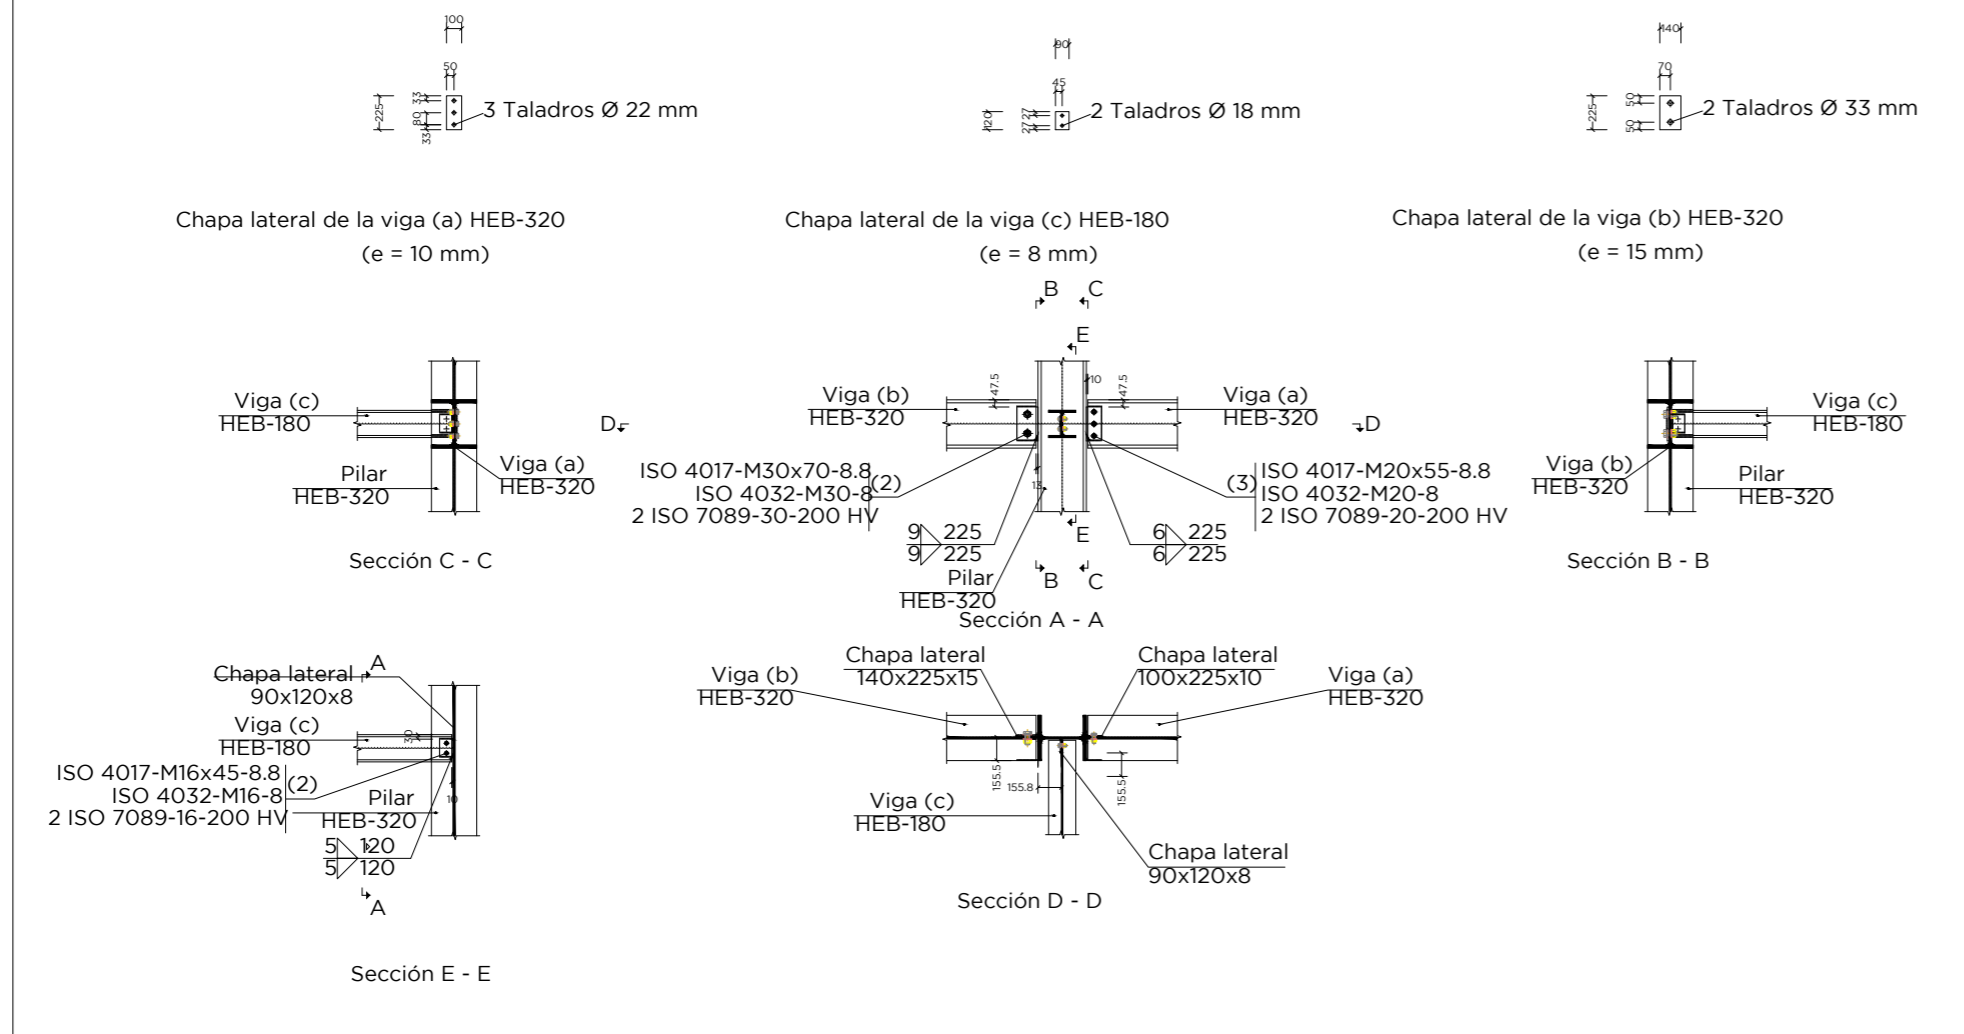 100
50
225
33
80
33
3 Taladros Ø 22 mm
Chapa lateral de la viga (a) HEB-320
(e = 10 mm)
90
45
120
27
27
2 Taladros Ø 18 mm
Chapa lateral de la viga (c) HEB-180
(e = 8 mm)
140
70
225
50
50
2 Taladros Ø 33 mm
Chapa lateral de la viga (b) HEB-320
(e = 15 mm)
Viga (c)
HEB-180
Pilar
HEB-320
Viga (a)
HEB-320
Sección C - C
B
C
E
47.5
10
47.5
Viga (b)
HEB-320
Viga (a)
HEB-320
D
D
ISO 4017-M30x70-8.8
ISO 4032-M30-8
2 ISO 7089-30-200 HV
(2)
13
(3)
ISO 4017-M20x55-8.8
ISO 4032-M20-8
2 ISO 7089-20-200 HV
9 225
9 225
6 225
6 225
E
Pilar
HEB-320
B
C
Sección A - A
Viga (c)
HEB-180
Viga (b)
HEB-320
Pilar
HEB-320
Sección B - B
Chapa lateral
90x120x8
A
Viga (c)
HEB-180
30
ISO 4017-M16x45-8.8
ISO 4032-M16-8
2 ISO 7089-16-200 HV
(2)
10
Pilar
HEB-320
5 120
5 120
A
Sección E - E
Viga (b)
HEB-320
Chapa lateral
140x225x15
Chapa lateral
100x225x10
Viga (a)
HEB-320
155.5
155.8
155.5
Viga (c)
HEB-180
Chapa lateral
90x120x8
Sección D - D